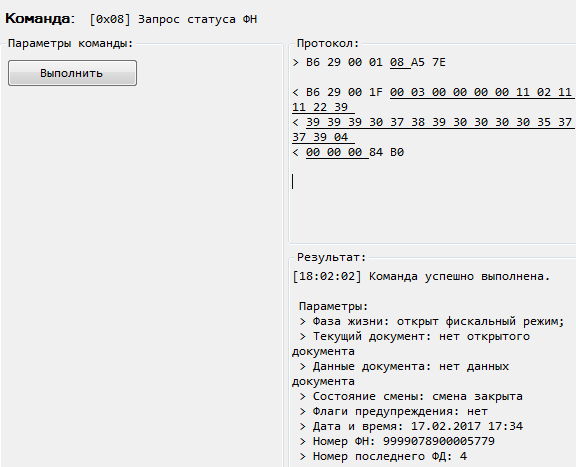 Команда: [0x08] Запрос статуса ФН
Параметры команды:
Выполнить
Протокол:
> B6 29 00 01 08 A5 7E
< B6 29 00 1F 00 03 00 00 00 00 11 02 11
11 22 39
< 39 39 39 30 37 38 39 30 30 30 30 35 37
37 39 04
< 00 00 00 84 B0
Результат:
[18:02:02] Команда успешно выполнена.
Параметры:
> Фаза жизни: открыт фискальный режим;
> Текущий документ: нет открытого
документа
> Данные документа: нет данных
документа
> Состояние смены: смена закрыта
> Флаги предупреждения: нет
> Дата и время: 17.02.2017 17:34
> Номер ФН: 9999078900005779
> Номер последнего ФД: 4